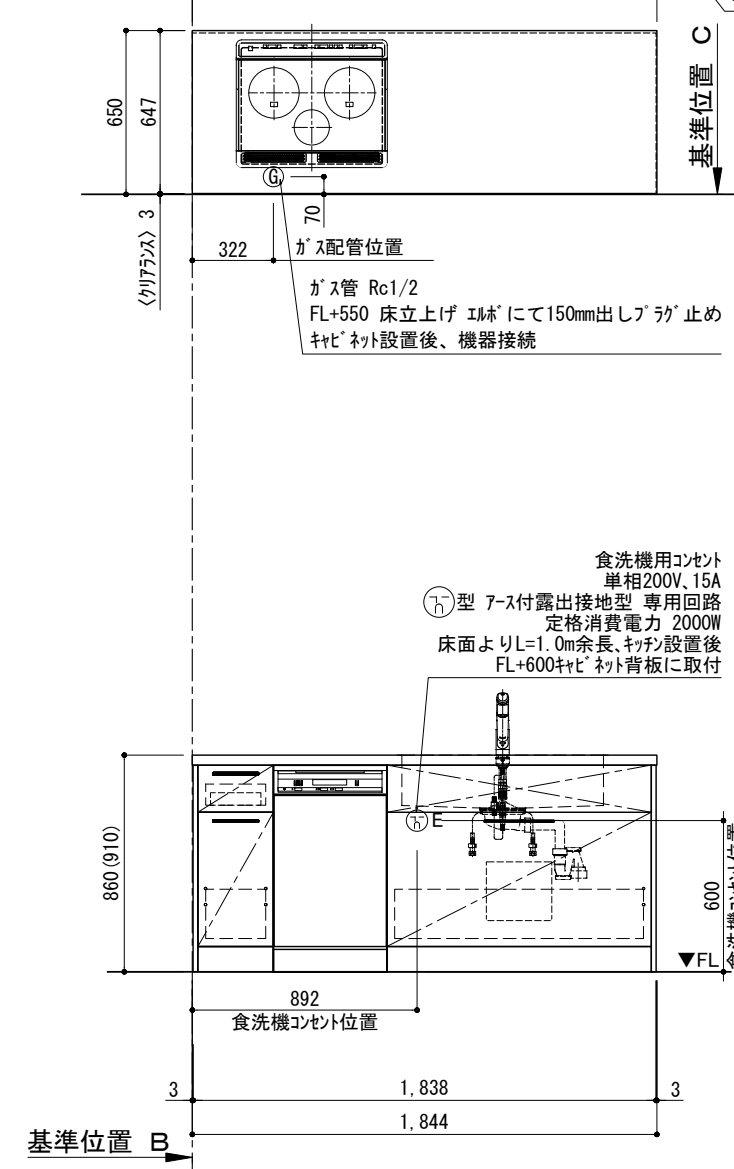 基準位置 C
650
647
〈クリアランス〉 3
G
70
322
ガス配管位置
ガス管 Rc1/2
FL+550 床立上げ エルボにて150mm出しプラグ止め
キャビネット設置後、機器接続
食洗機用コンセント
単相200V、15A
型 アース付露出接地型 専用回路
定格消費電力 2000W
床面よりL=1.0m余長、キッチン設置後
FL+600キャビネット背板に取付
E
860(910)
600
▼FL
892
食洗機コンセント位置
3
1,838
3
1,844
基準位置 B